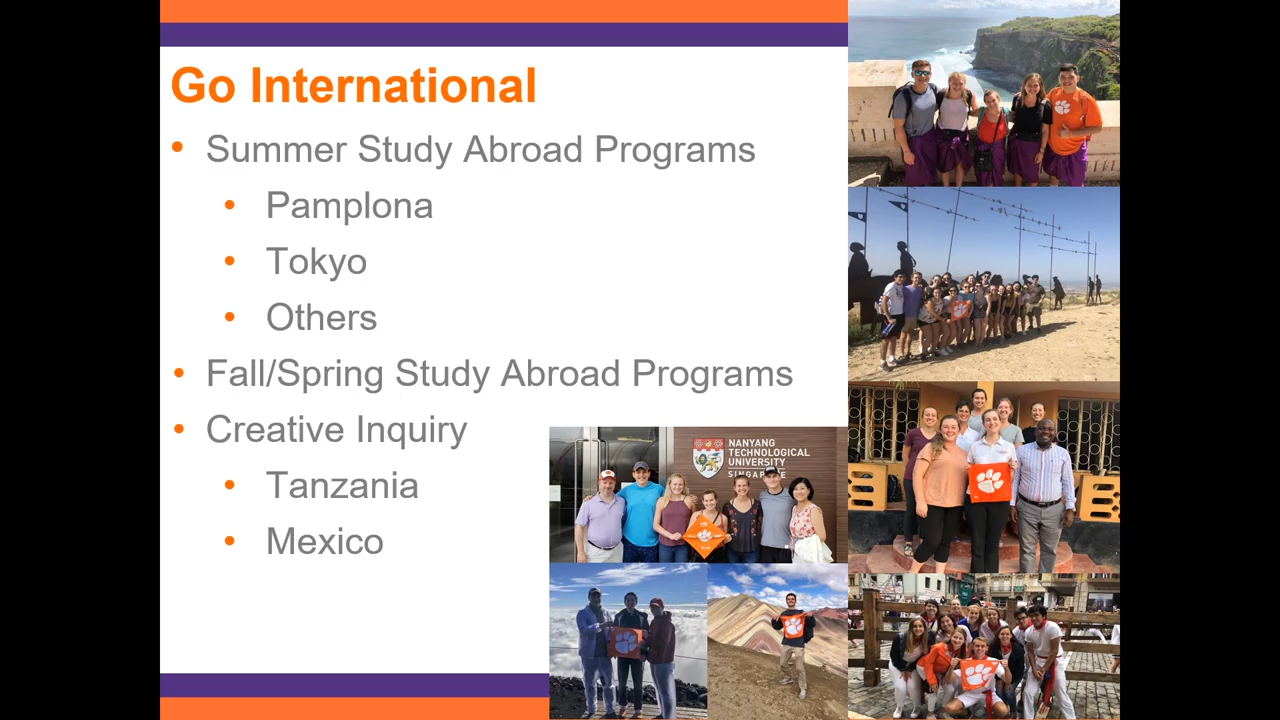 Go International
• Summer Study Abroad Programs
• Pamplona
• Tokyo
• Others
• Fall/Spring Study Abroad Programs
• Creative Inquiry
• Tanzania
• Mexico
NANYANG
TECHNOLOGICAL
UNIVERSITY
SINGAPORE